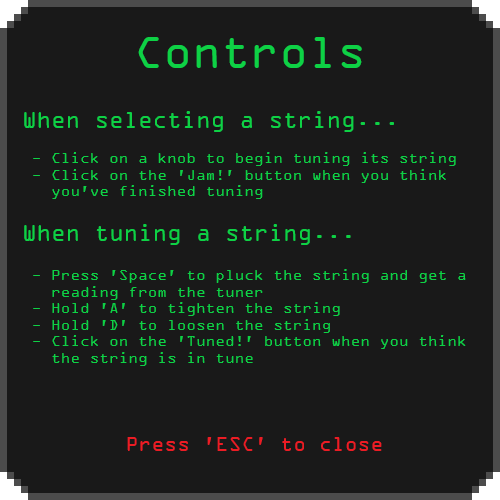 Controls
When selecting a string...
- Click on a knob to begin tuning its string
- Click on the 'Jam!' button when you think
you've finished tuning
When tuning a string...
- Press 'Space' to pluck the string and get a
reading from the tuner
- Hold 'A' to tighten the string
- Hold 'D' to loosen the string
- Click on the 'Tuned!' button when you think
the string is in tune
Press 'ESC' to close